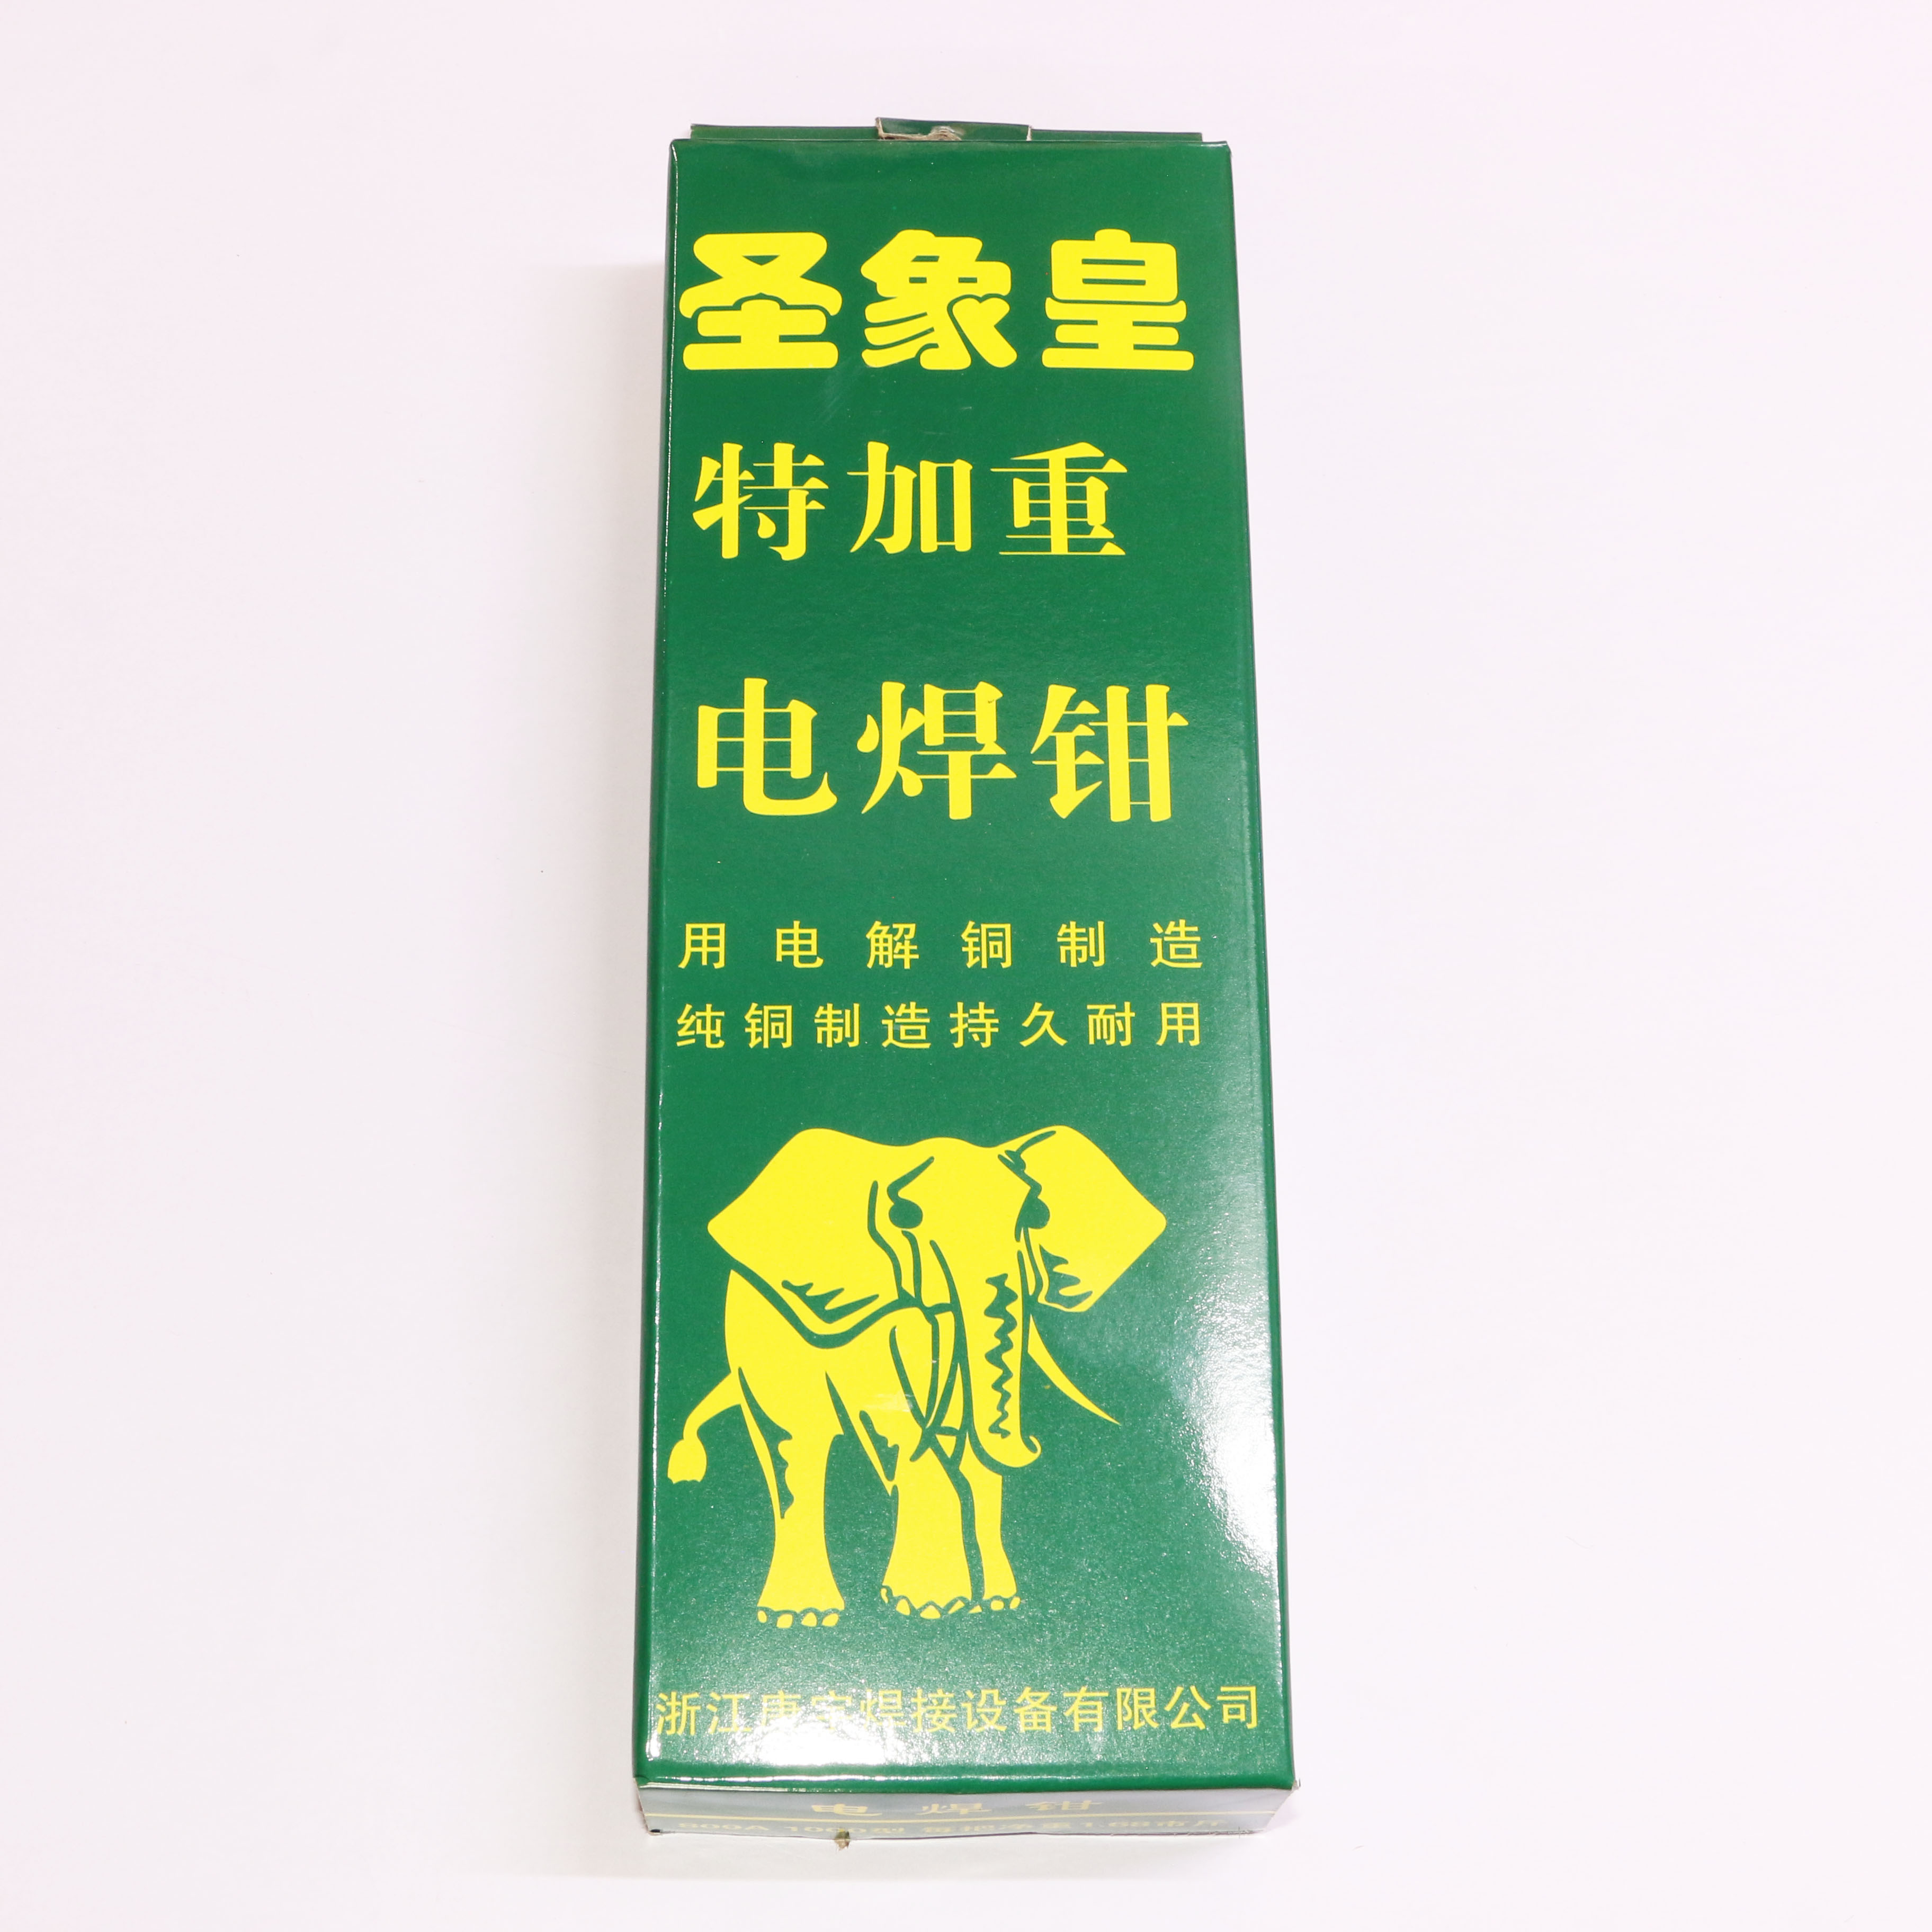 圣象皇
特加重
电焊钳
用电解铜制造
纯铜制造持久耐用
浙江康宇焊接设备有限公司
电焊钳